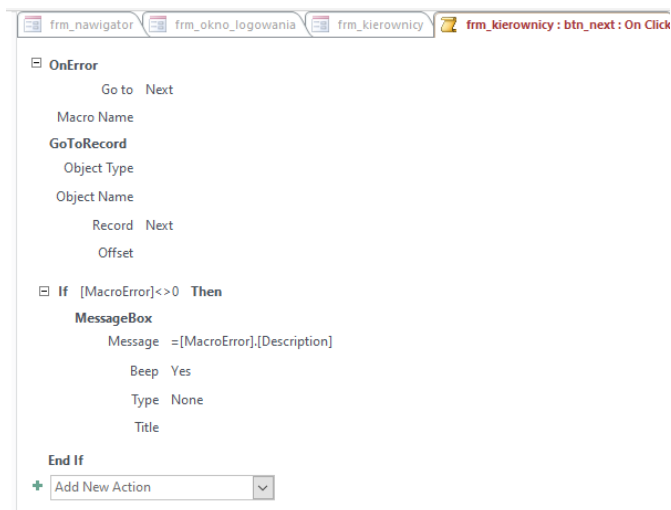 frm_nawigator frm_okno_logowania frm_kierownicy frm_kierownicy : btn_next : On Click
OnError
Go to Next
Macro Name
GoToRecord
Object Type
Object Name
Record Next
Offset
If [MacroError]<>0 Then
MessageBox
Message =[MacroError].[Description]
Beep Yes
Type None
Title
End If
Add New Action